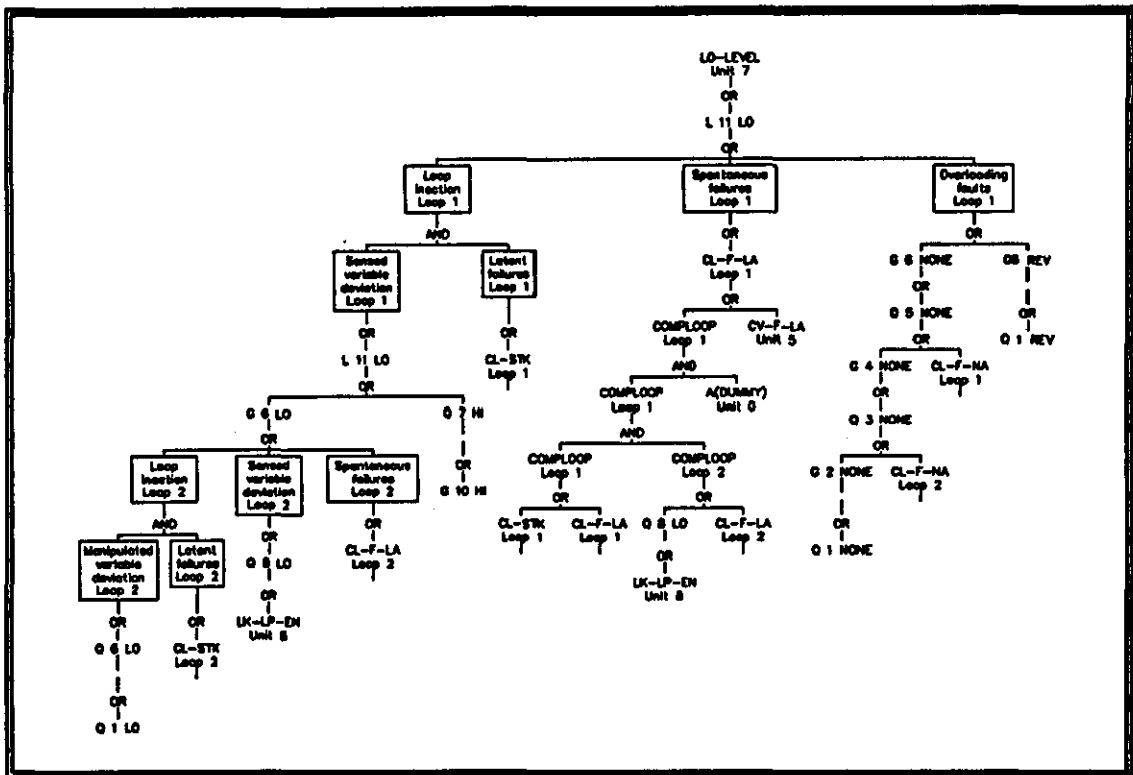 LO-LEVEL
Unit 7
OR
L 11 LO
OR
Loop
Inaction
Loop 1
Spontaneous
failures
Loop 1
Overloading
faults
Loop 1
AND
OR
OR
Sensed
variable
deviation
Loop 1
Latent
failures
Loop 1
CL-F-LA
Loop 1
G 6 NONE
G6 REV
OR
OR
OR
OR
OR
L 11 LO
CL-STK
Loop 1
COMPLOOP
Loop 1
CV-F-LA
Unit 5
Q 5 NONE
Q 1 REV
OR
AND
OR
G 6 LO
G 7 HI
COMPLOOP
Loop 1
A(DUMMY)
Unit 0
G 4 NONE
CL-F-NA
Loop 1
OR
OR
AND
OR
Loop
Inaction
Loop 2
Sensed
variable
deviation
Loop 2
Spontaneous
failures
Loop 2
G 10 HI
COMPLOOP
Loop 1
COMPLOOP
Loop 2
Q 3 NONE
OR
AND
OR
OR
OR
OR
G 2 NONE
CL-F-NA
Loop 2
Manipulated
variable
deviation
Loop 2
Latent
failures
Loop 2
Q 8 LO
CL-F-LA
Loop 2
CL-STK
Loop 1
CL-F-LA
Loop 1
Q 8 LO
CL-F-LA
Loop 2
OR
OR
OR
OR
OR
Q 1 NONE
Q 6 LO
CL-STK
Loop 2
LK-LP-EN
Unit 8
LK-LP-EN
Unit 8
OR
Q 1 LO